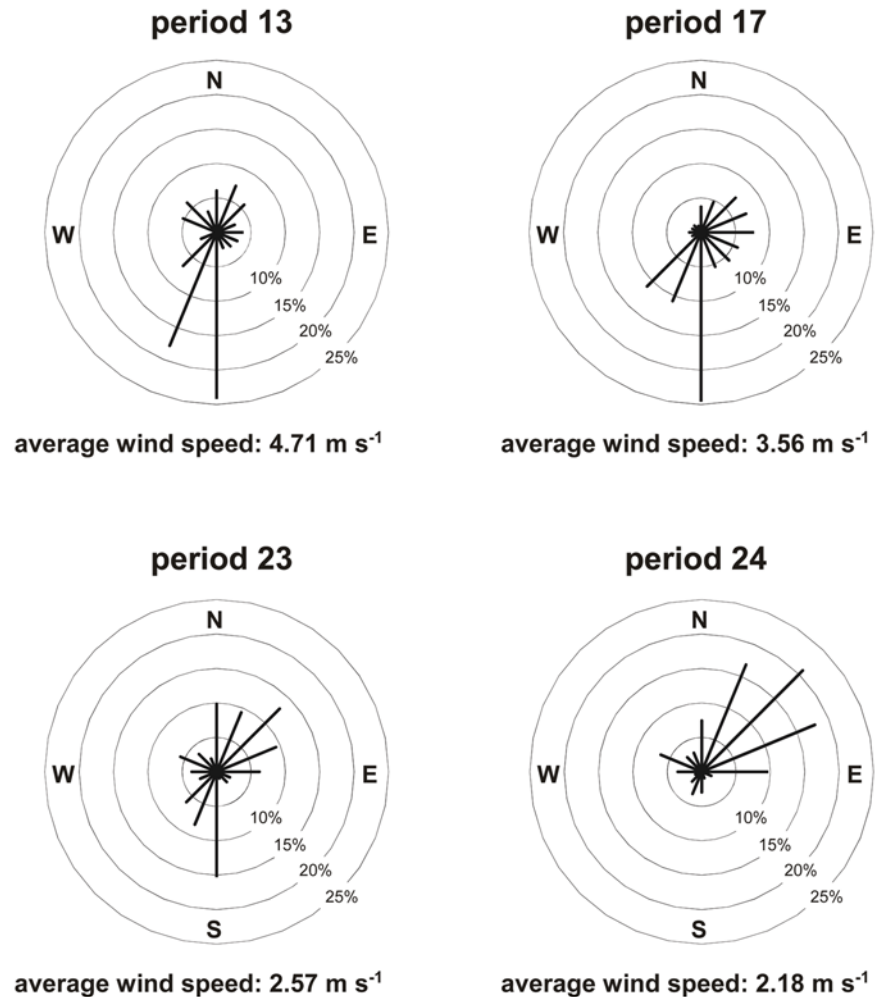 period 13
period 17
N
N
W
E
W
E
10%
10%
15%
15%
20%
20%
25%
25%
average wind speed: 4.71 m s⁻¹
average wind speed: 3.56 m s⁻¹
period 23
period 24
N
N
W
E
W
E
10%
10%
15%
15%
20%
20%
25%
25%
S
S
average wind speed: 2.57 m s⁻¹
average wind speed: 2.18 m s⁻¹